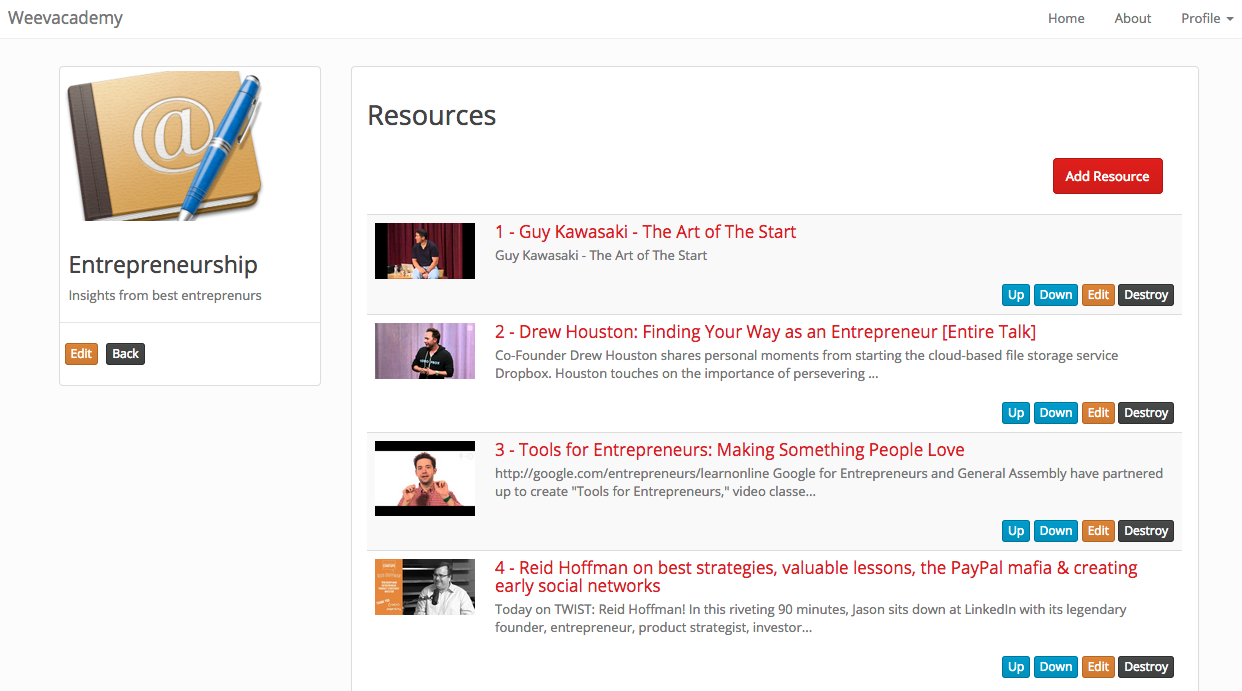 Weevacademy
Home
About
Profile
@
Entrepreneurship
Insights from best entreprenurs
Edit
Back
Resources
Add Resource
1 - Guy Kawasaki - The Art of The Start
Guy Kawasaki - The Art of The Start
Up
Down
Edit
Destroy
2 - Drew Houston: Finding Your Way as an Entrepreneur [Entire Talk]
Co-Founder Drew Houston shares personal moments from starting the cloud-based file storage service
Dropbox. Houston touches on the importance of persevering ...
Up
Down
Edit
Destroy
3 - Tools for Entrepreneurs: Making Something People Love
http://google.com/entrepreneurs/learnonline Google for Entrepreneurs and General Assembly have partnered
up to create "Tools for Entrepreneurs," video classe...
Up
Down
Edit
Destroy
4 - Reid Hoffman on best strategies, valuable lessons, the PayPal mafia & creating
early social networks
Today on TWIST: Reid Hoffman! In this riveting 90 minutes, Jason sits down at LinkedIn with its legendary
founder, entrepreneur, product strategist, investor...
Up
Down
Edit
Destroy